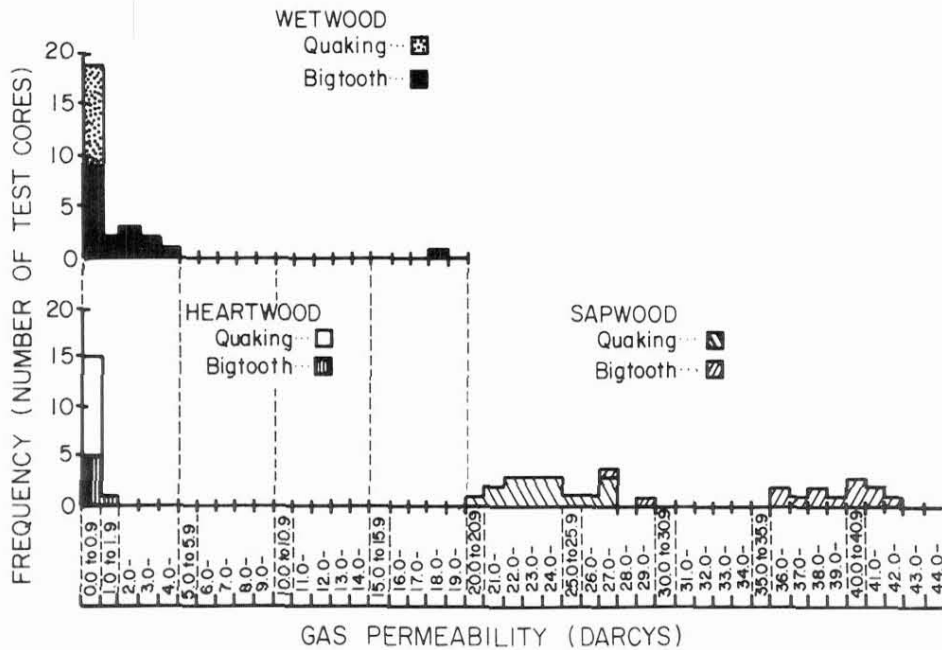 WETWOOD
Quaking ···
Bigtooth ···
20
15
10
5
0
FREQUENCY (NUMBER OF TEST CORES)
HEARTWOOD
Quaking ···
Bigtooth ···
SAPWOOD
Quaking ···
Bigtooth ···
20
15
10
5
0
0.0 to 0.9
1.0 to 1.9
2.0-
3.0-
4.0-
5.0 to 5.9
6.0-
7.0-
8.0-
9.0-
10.0 to 10.9
11.0-
12.0-
13.0-
14.0-
15.0 to 15.9
16.0-
17.0-
18.0-
19.0-
20.0 to 20.9
21.0-
22.0-
23.0-
24.0-
25.0 to 25.9
26.0-
27.0-
28.0-
29.0-
30.0 to 30.9
31.0-
32.0-
33.0-
34.0-
35.0 to 35.9
36.0-
37.0-
38.0-
39.0-
40.0 to 40.9
41.0-
42.0-
43.0-
44.0-
GAS PERMEABILITY (DARCYS)